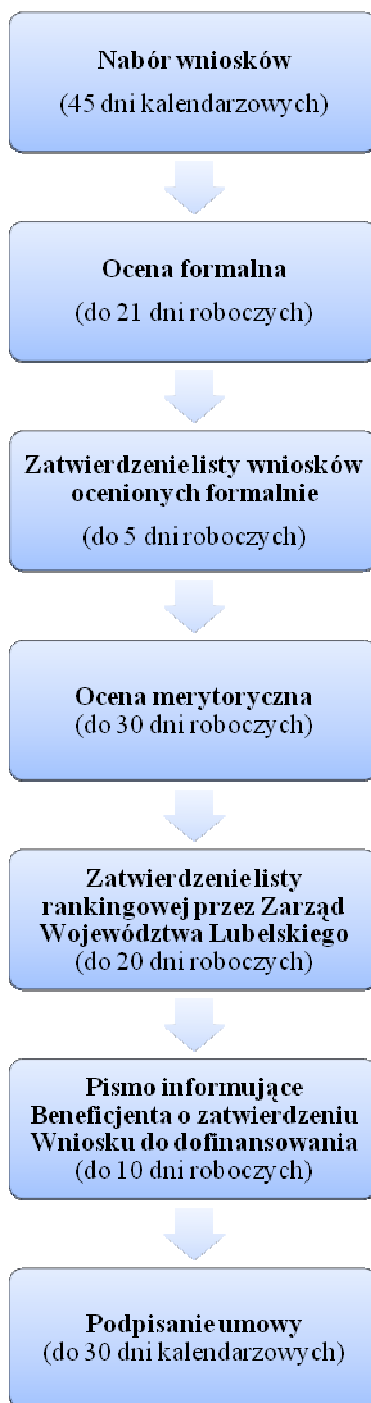 Nabór wniosków
(45 dni kalendarzowych)
Ocena formalna
(do 21 dni roboczych)
Zatwierdzenie listy wniosków
ocenionych formalnie
(do 5 dni roboczych)
Ocena merytoryczna
(do 30 dni roboczych)
Zatwierdzenie listy
rankingowej przez Zarząd
Województwa Lubelskiego
(do 20 dni roboczych)
Pismo informujące
Beneficjenta o zatwierdzeniu
Wniosku do dofinansowania
(do 10 dni roboczych)
Podpisanie umowy
(do 30 dni kalendarzowych)